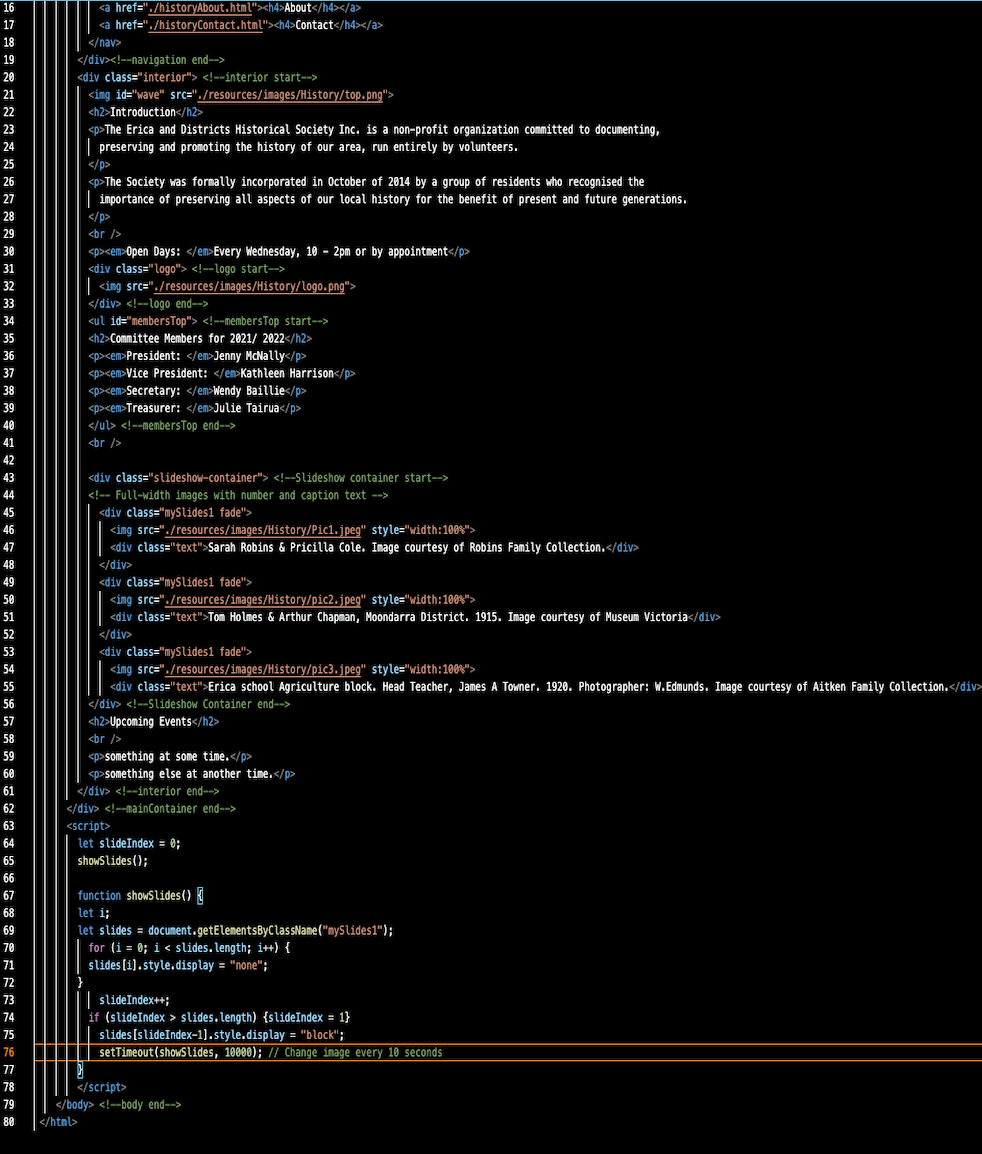 16 <a href="./historyAbout.html"><h4>About</h4></a>
17 <a href="./historyContact.html"><h4>Contact</h4></a>
18 </nav>
19 </div><!--navigation end-->
20 <div class="interior"> <!--interior start-->
21 <img id="wave" src="./resources/images/History/top.png">
22 <h2>Introduction</h2>
23 <p>The Erica and Districts Historical Society Inc. is a non-profit organization committed to documenting,
24 preserving and promoting the history of our area, run entirely by volunteers.
25 </p>
26 <p>The Society was formally incorporated in October of 2014 by a group of residents who recognised the
27 importance of preserving all aspects of our local history for the benefit of present and future generations.
28 </p>
29 <br />
30 <p><em>Open Days: </em>Every Wednesday, 10 - 2pm or by appointment</p>
31 <div class="logo"> <!--logo start-->
32 <img src="./resources/images/History/logo.png">
33 </div> <!--logo end-->
34 <ul id="membersTop"> <!--membersTop start-->
35 <h2>Committee Members for 2021/ 2022</h2>
36 <p><em>President: </em>Jenny McNally</p>
37 <p><em>Vice President: </em>Kathleen Harrison</p>
38 <p><em>Secretary: </em>Wendy Baillie</p>
39 <p><em>Treasurer: </em>Julie Tairua</p>
40 </ul> <!--membersTop end-->
41 <br />
42
43 <div class="slideshow-container"> <!--Slideshow container start-->
44 <!-- Full-width images with number and caption text -->
45 <div class="mySlides1 fade">
46 <img src="./resources/images/History/Pic1.jpeg" style="width:100%">
47 <div class="text">Sarah Robins & Pricilla Cole. Image courtesy of Robins Family Collection.</div>
48 </div>
49 <div class="mySlides1 fade">
50 <img src="./resources/images/History/pic2.jpeg" style="width:100%">
51 <div class="text">Tom Holmes & Arthur Chapman, Moondarra District. 1915. Image courtesy of Museum Victoria</div>
52 </div>
53 <div class="mySlides1 fade">
54 <img src="./resources/images/History/pic3.jpeg" style="width:100%">
55 <div class="text">Erica school Agriculture block. Head Teacher, James A Towner. 1920. Photographer: W.Edmunds. Image courtesy of Aitken Family Collection.</div>
56 </div> <!--Slideshow Container end-->
57 <h2>Upcoming Events</h2>
58 <br />
59 <p>something at some time.</p>
60 <p>something else at another time.</p>
61 </div> <!--interior end-->
62 </div> <!--mainContainer end-->
63 <script>
64 let slideIndex = 0;
65 showSlides();
66
67 function showSlides() {
68 let i;
69 let slides = document.getElementsByClassName("mySlides1");
70 for (i = 0; i < slides.length; i++) {
71 slides[i].style.display = "none";
72 }
73 slideIndex++;
74 if (slideIndex > slides.length) {slideIndex = 1}
75 slides[slideIndex-1].style.display = "block";
76 setTimeout(showSlides, 10000); // Change image every 10 seconds
77 }
78 </script>
79 </body> <!--body end-->
80 </html>